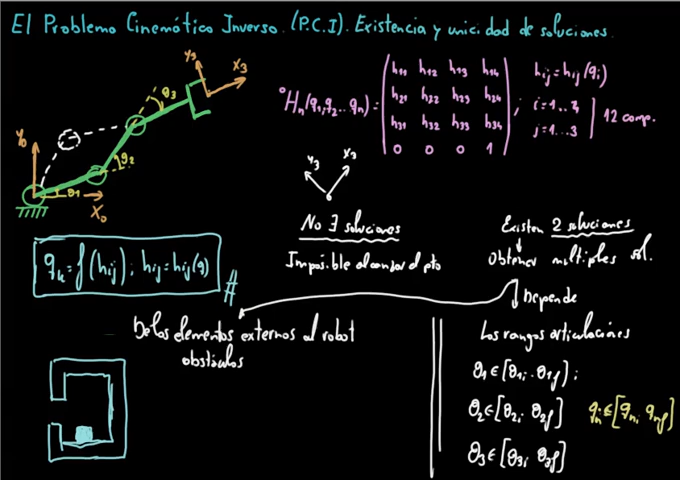 El Problema Cinemático Inverso. (P.C.I). Existencia y unicidad de soluciones.
y3
x3
θ3
y0
θ2
θ1
X0
⁰Hn(q1,q2...qn) = ( h11 h12 h13 h14
h21 h22 h23 h24
h31 h32 h33 h34
0 0 0 1 ) ;
hij = hij(qi)
i=1..4
j=1...3
12 comp.
y3
x3
No ∃ soluciones
Imposible alcanzar el pto
Existen 2 soluciones
Obtener multiples sol.
Depende
qk = f(hij); hij = hij(q)
De los elementos externos al robot
obstáculos
Los rangos articulaciones
θ1 ∈ [θ1i, θ1f];
θ2 ∈ [θ2i, θ2f]
qn ∈ [qni, qnf]
θ3 ∈ [θ3i, θ3f]